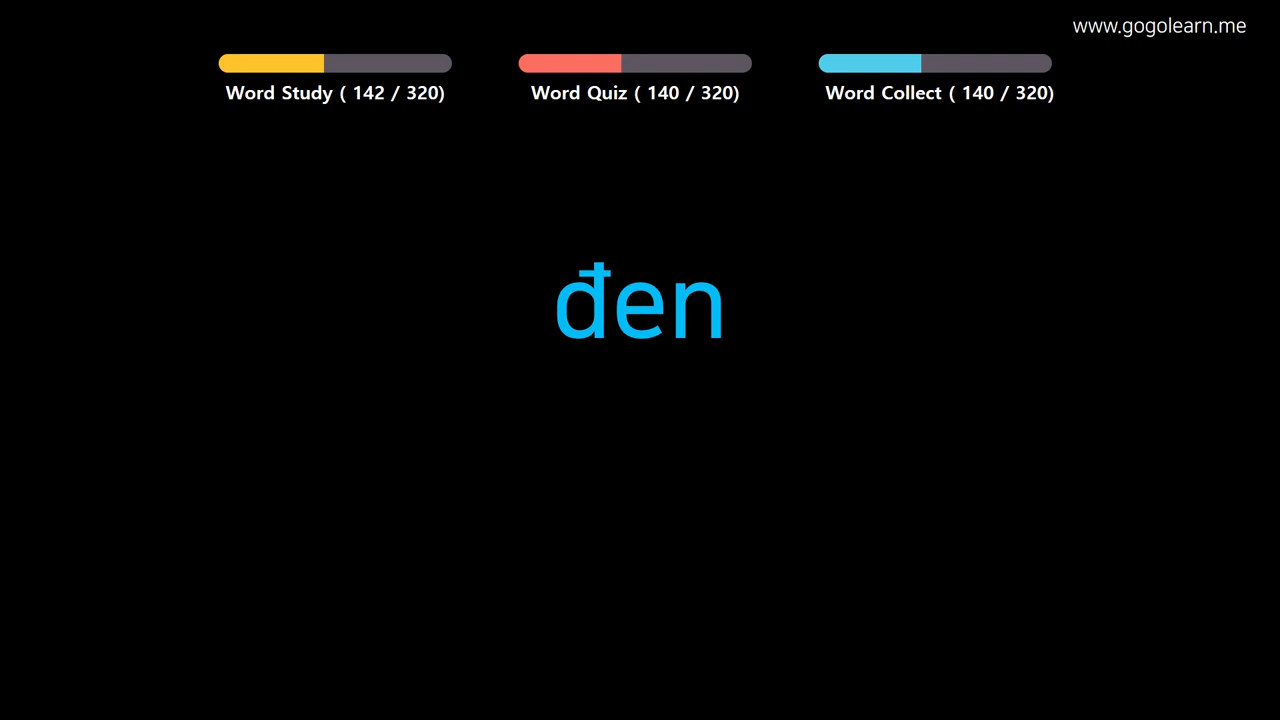 www.gogolearn.me
Word Study ( 142 / 320)
Word Quiz ( 140 / 320)
Word Collect ( 140 / 320)
đen